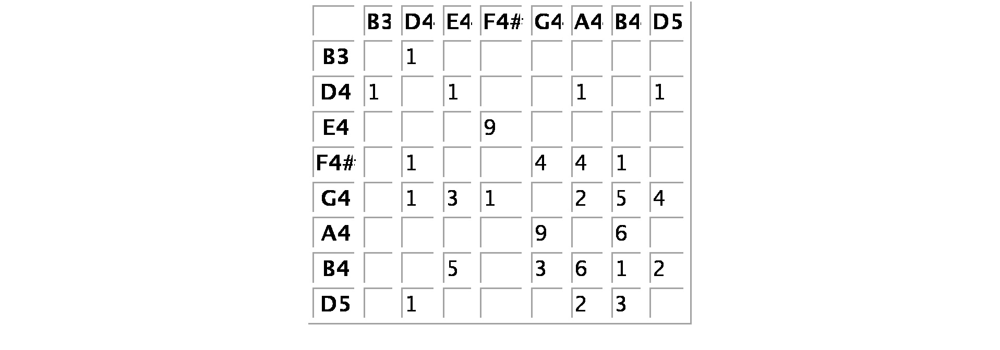 B3 D4 E4 F4# G4 A4 B4 D5
B3 1
D4 1 1 1 1
E4 9
F4# 1 4 4 1
G4 1 3 1 2 5 4
A4 9 6
B4 5 3 6 1 2
D5 1 2 3